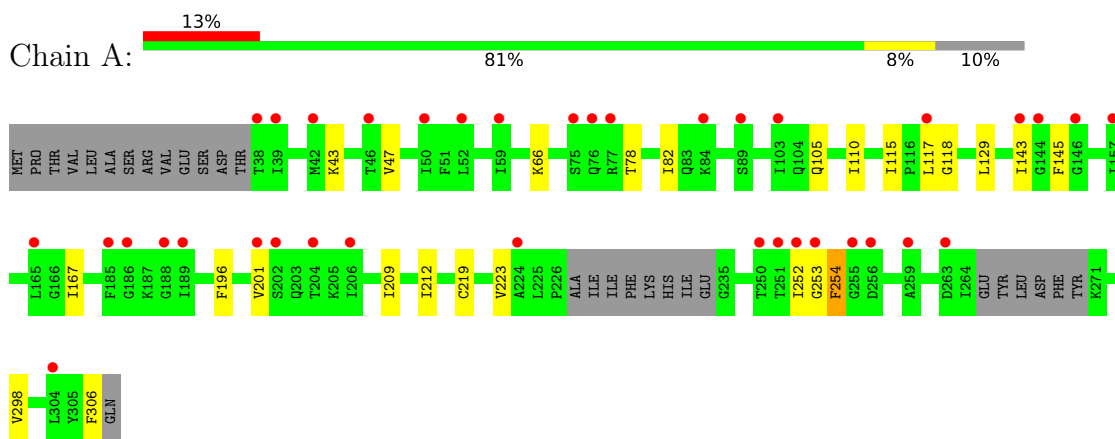 13%
Chain A:
81% 8% 10%
MET PRO THR VAL LEU ALA SER ARG VAL GLU SER ASP THR T38 I39 M42 K43 T46 V47 I50 F51 L52 I59 K66 S75 Q76 R77 T78 I82 Q83 K84 S89 I103 Q104 Q105 I110 I115 P116 L117 G118 L129 I143 G144 F145 G146 I157
L165 G166 I167 F185 G186 K187 G188 I189 F196 V201 S202 Q203 T204 K205 I206 I209 I212 C219 V223 A224 L225 P226 ALA ILE ILE PHE LYS HIS ILE GLU G235 T250 T251 I252 G253 F254 G255 D256 A259 D263 I264 GLU TYR LEU ASP PHE TYR K271
V298 L304 Y305 F306 GLN